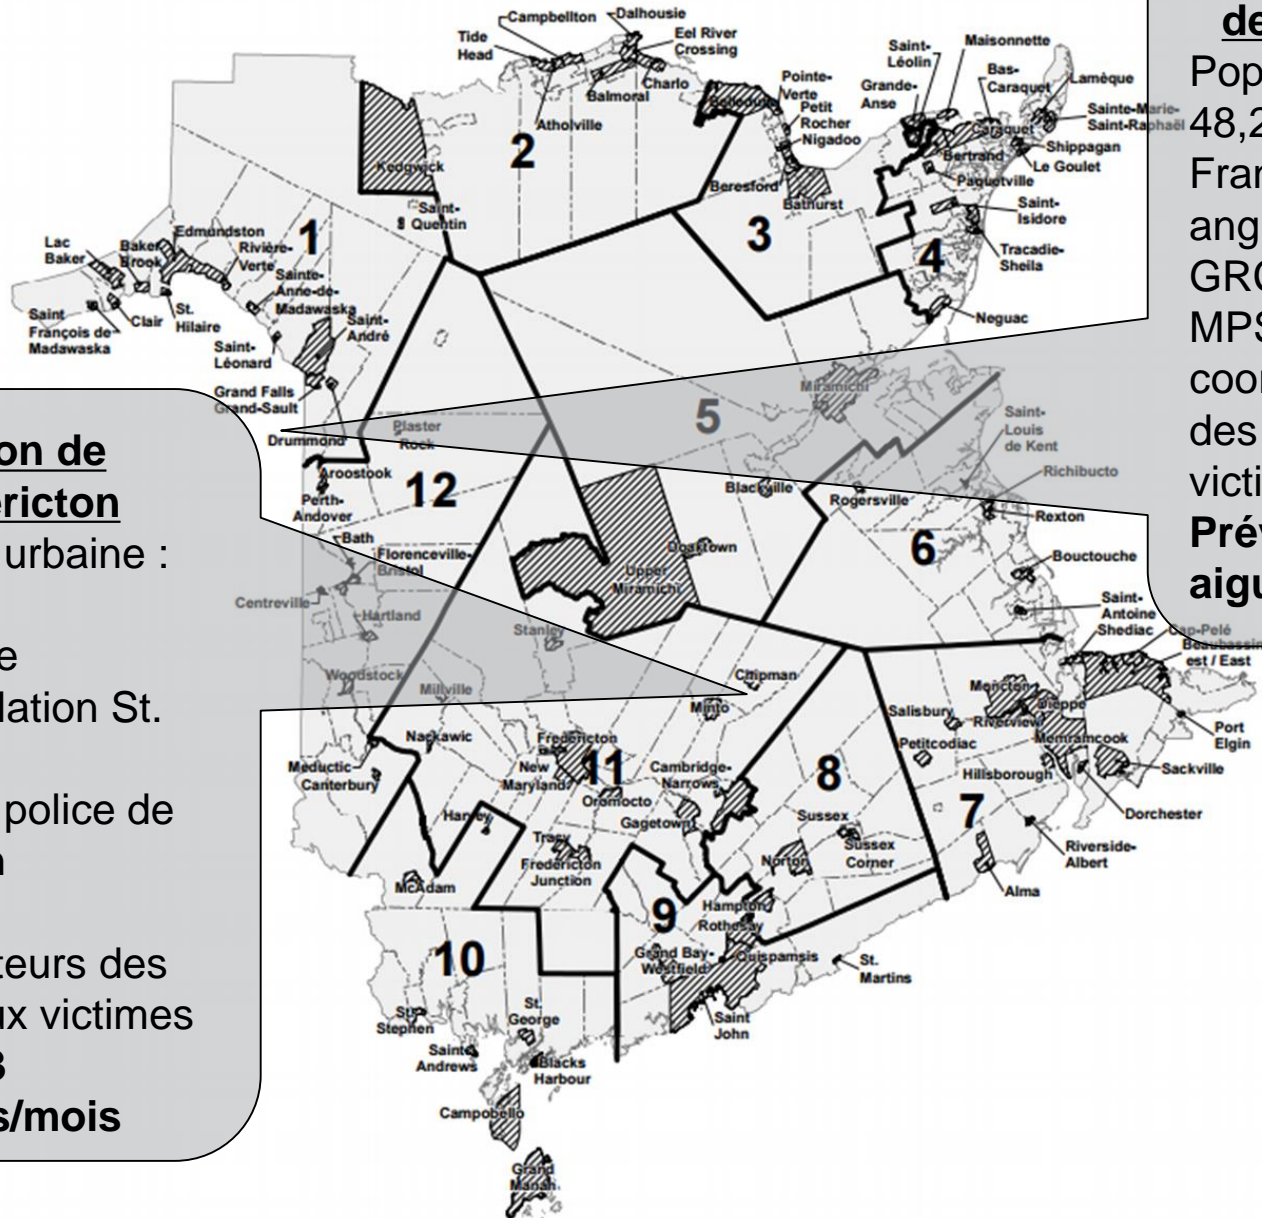 Campbellton
Dalhousie
Tide
Head
Eel River
Crossing
Charlo
Balmoral
Atholville
2
Pointe-
Verte
Petit
Rocher
Nigadoo
Beresford
Bathurst
Saint-
Léolin
Maisonnette
Grande-
Anse
Bas-
Caraquet
Lamèque
Sainte-Marie-
Saint-Raphaël
Caraquet
Shippagan
Bertrand
Le Goulet
Paquetville
Saint-
Isidore
Tracadie-
Sheila
3
4
Neguac
Kedgwick
Saint-
Quentin
1
Lac
Baker
Baker
Brook
Edmundston
Rivière-
Verte
Sainte-
Anne-de-
Madawaska
Saint-
André
Saint
François de
Madawaska
Clair
St.
Hilaire
Saint-
Léonard
Grand Falls
Grand-Sault
Drummond
Plaster
Rock
Aroostook
12
Perth-
Andover
Bath
Florenceville-
Bristol
Centreville
Hartland
Woodstock
Stanley
Millville
5
Miramichi
Blackville
Doaktown
Upper
Miramichi
Rogersville
Saint-
Louis
de Kent
Richibucto
Rexton
6
Bouctouche
Saint-
Antoine
Shediac
Cap-Pelé
Beaubassin
est / East
Moncton
Dieppe
Riverview
Memramcook
Salisbury
Petitcodiac
Hillsborough
Port
Elgin
Sackville
Dorchester
7
Riverside-
Albert
Alma
Chipman
Minto
Nackawic
Fredericton
New
Maryland
11
Oromocto
Cambridge-
Narrows
Gagetown
8
Sussex
Sussex
Corner
Norton
Meductic
Canterbury
Harvey
Tracy
Fredericton
Junction
McAdam
9
Hampton
Rothesay
Grand Bay-
Westfield
Quispamsis
St.
Martins
Saint
John
10
St.
Stephen
St.
George
Saint
Andrews
Blacks
Harbour
Campobello
Grand
Manan
on de
ericton
urbaine :
e
lation St.
police de
teurs des
ux victimes
s/mois
de
Pop
48,2
Fran
ang
GRC
MPS
coor
des
victi
Prév
aigu